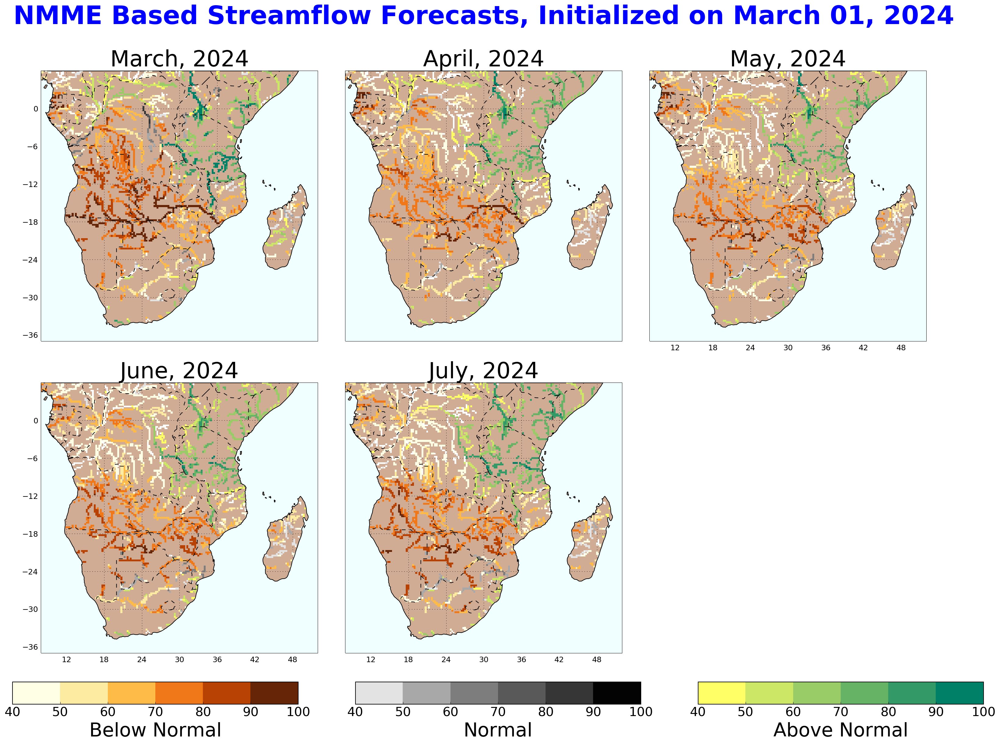 NMME Based Streamflow Forecasts, Initialized on March 01, 2024
March, 2024
April, 2024
May, 2024
0
−6
−12
−18
−24
−30
−36
12 18 24 30 36 42 48
June, 2024
July, 2024
0
−6
−12
−18
−24
−30
−36
12 18 24 30 36 42 48
12 18 24 30 36 42 48
40 50 60 70 80 90 100
40 50 60 70 80 90 100
40 50 60 70 80 90 100
Below Normal
Normal
Above Normal